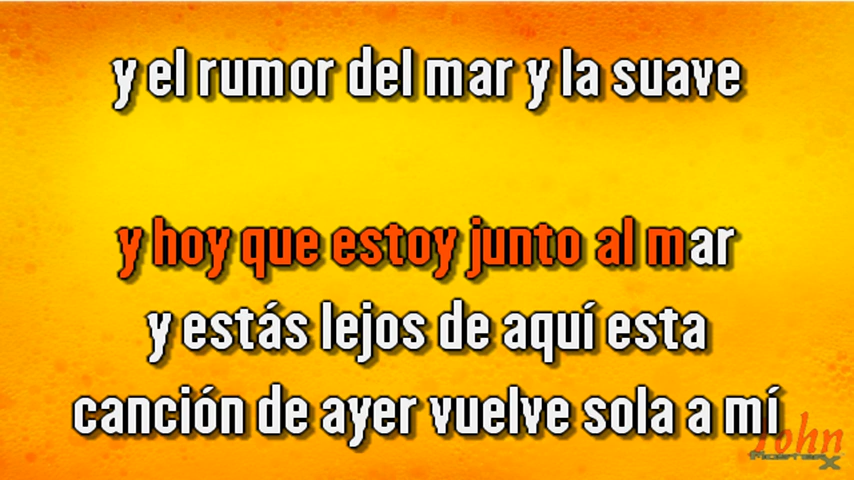 y el rumor del mar y la suave
y hoy que estoy junto al mar
y estás lejos de aquí esta
canción de ayer vuelve sola a mí
John